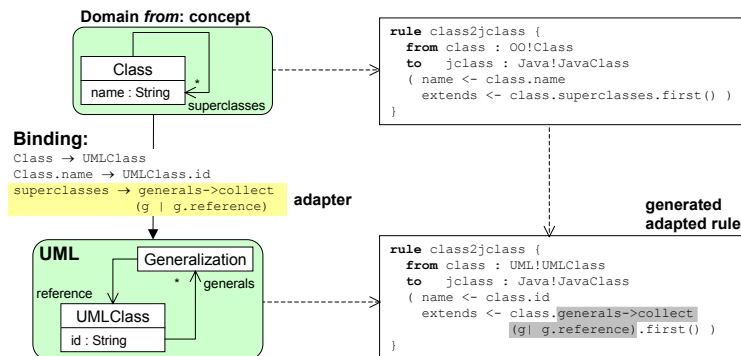 Domain from: concept
Class
name : String
*
superclasses
rule class2jclass {
from class : OO!Class
to jclass : Java!JavaClass
( name <- class.name
extends <- class.superclasses.first() )
}
Binding:
Class → UMLClass
Class.name → UMLClass.id
superclasses → generals->collect
(g | g.reference)
adapter
generated
adapted rule
UML
Generalization
reference
*
generals
UMLClass
id : String
rule class2jclass {
from class : UML!UMLClass
to jclass : Java!JavaClass
( name <- class.id
extends <- class.generals->collect
(g| g.reference).first() )
}